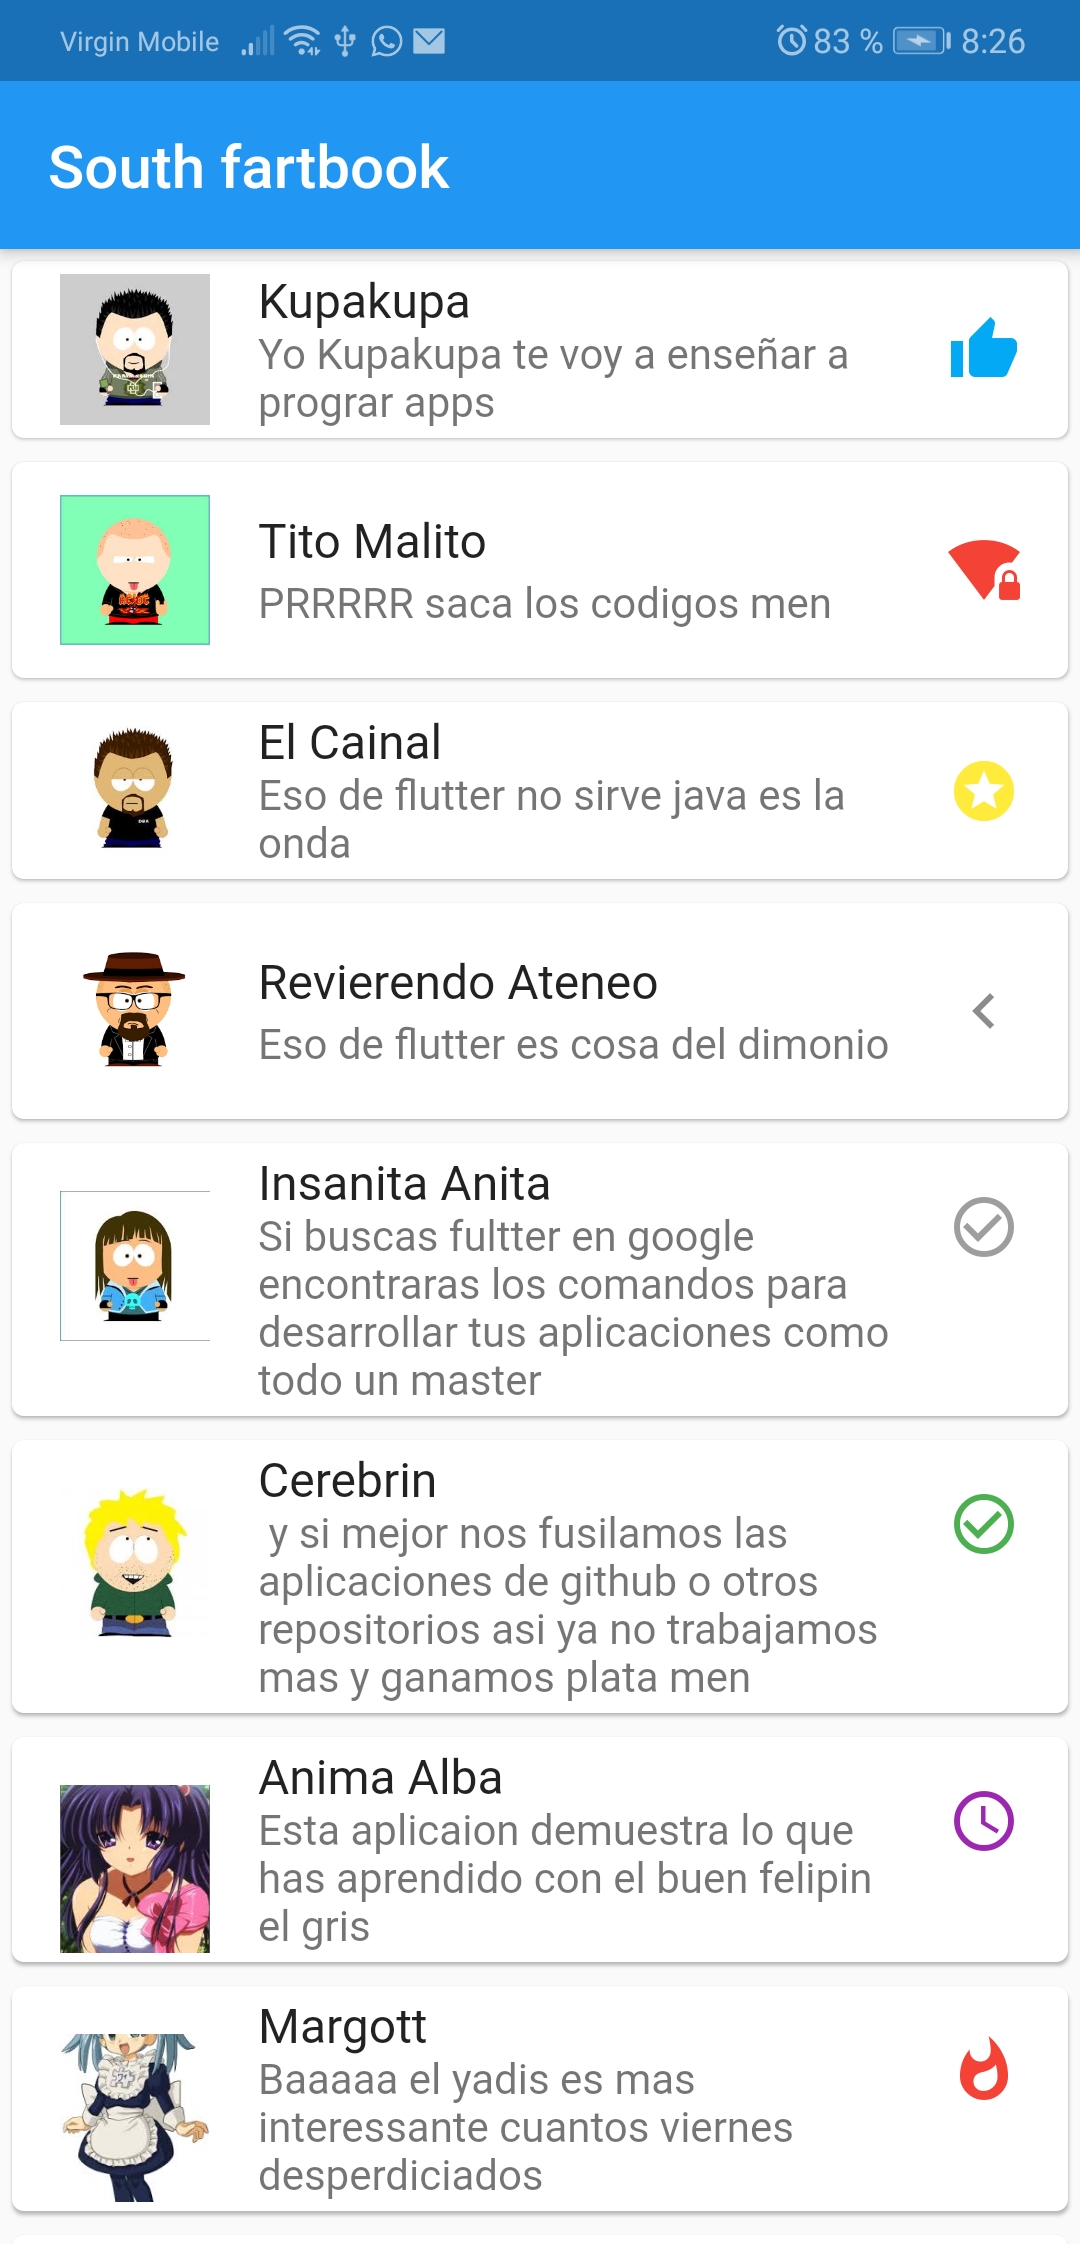 Virgin Mobile 83 % 8:26
South fartbook
Kupakupa
Yo Kupakupa te voy a enseñar a
prograr apps
Tito Malito
PRRRRR saca los codigos men
El Cainal
Eso de flutter no sirve java es la
onda
Revierendo Ateneo
Eso de flutter es cosa del dimonio
Insanita Anita
Si buscas fultter en google
encontraras los comandos para
desarrollar tus aplicaciones como
todo un master
Cerebrin
y si mejor nos fusilamos las
aplicaciones de github o otros
repositorios asi ya no trabajamos
mas y ganamos plata men
Anima Alba
Esta aplicaion demuestra lo que
has aprendido con el buen felipin
el gris
Margott
Baaaaa el yadis es mas
interessante cuantos viernes
desperdiciados